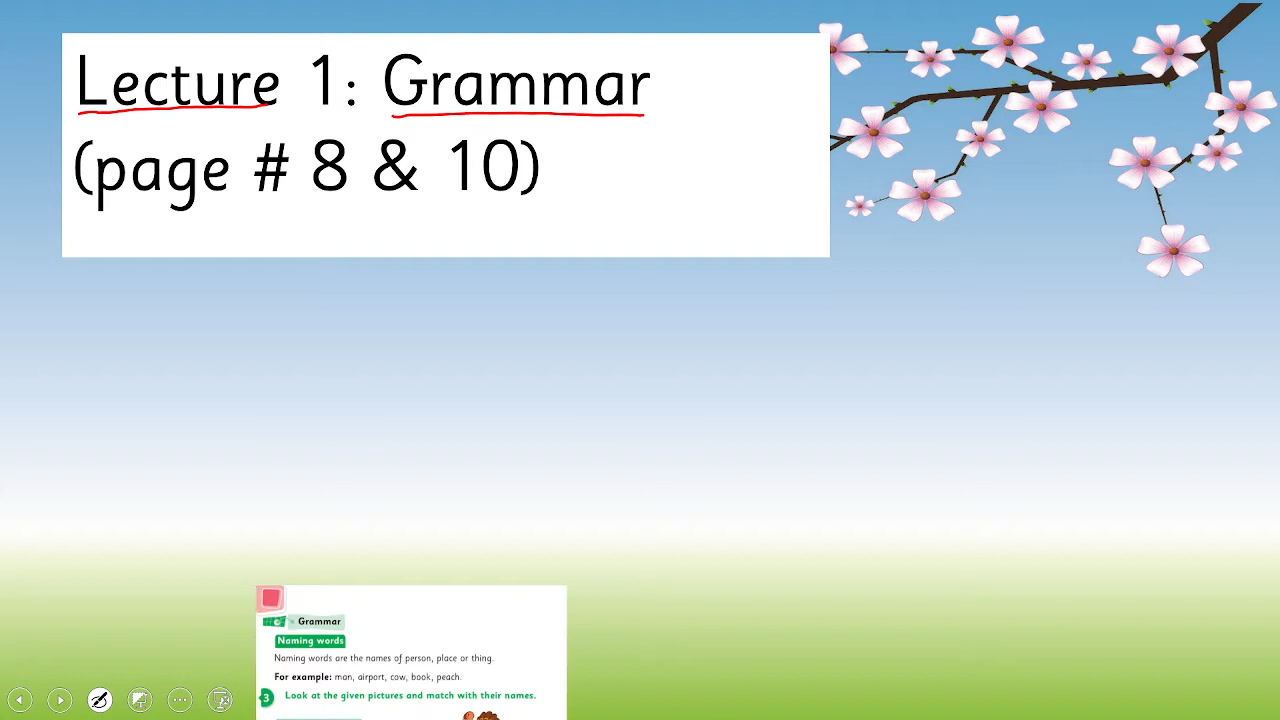 Lecture 1: Grammar
(page # 8 & 10)
Grammar
Naming words
Naming words are the names of person, place or thing.
For example: man, airport, cow, book, peach.
3 Look at the given pictures and match with their names.